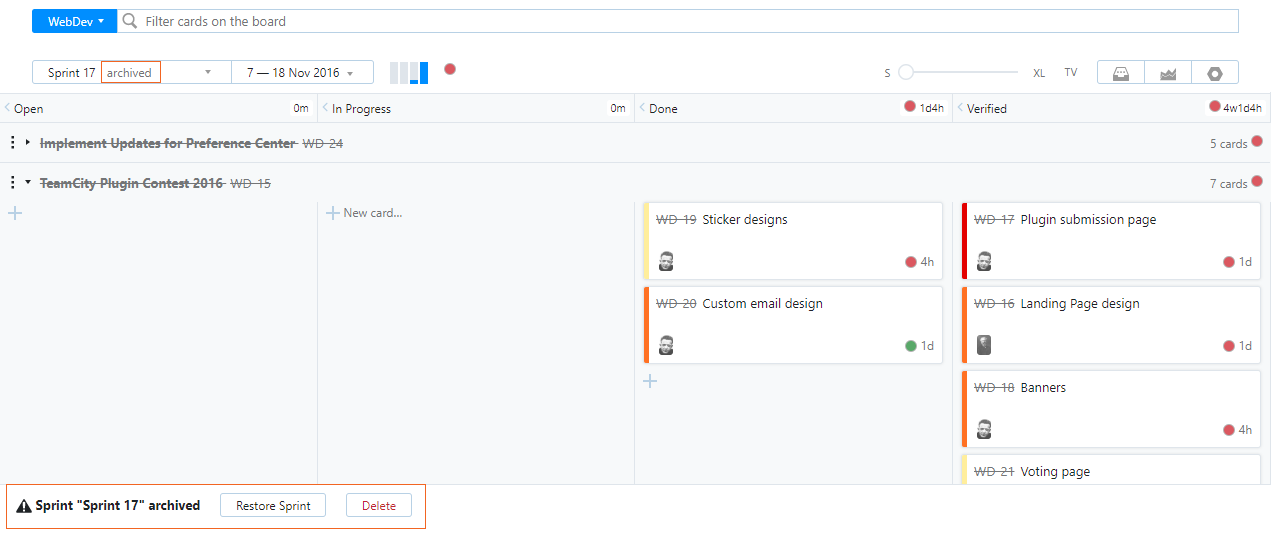 WebDev
Filter cards on the board
Sprint 17 archived
7 — 18 Nov 2016
S
XL
TV
Open 0m
In Progress 0m
Done 1d4h
Verified 4w1d4h
Implement Updates for Preference Center WD-24
5 cards
TeamCity Plugin Contest 2016 WD-15
7 cards
New card...
WD-19 Sticker designs
4h
WD-20 Custom email design
1d
WD-17 Plugin submission page
1d
WD-16 Landing Page design
1d
WD-18 Banners
4h
WD-21 Voting page
Sprint "Sprint 17" archived
Restore Sprint
Delete